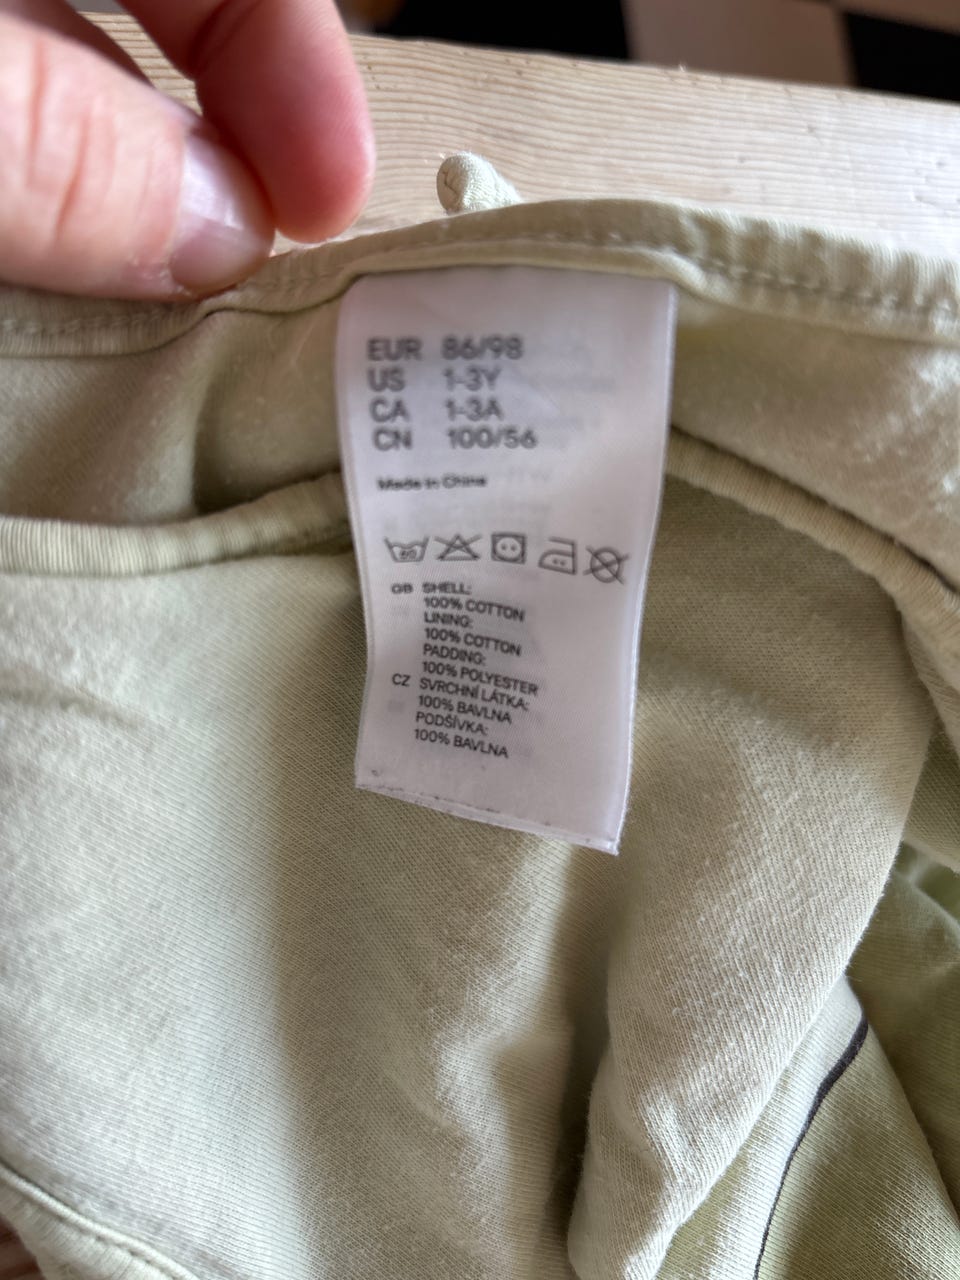 EUR 86/98
US 1-3Y
CA 1-3A
CN 100/56
Made in China
60
GB SHELL:
100% COTTON
LINING:
100% COTTON
PADDING:
100% POLYESTER
CZ SVRCHNÍ LÁTKA:
100% BAVLNA
PODŠÍVKA:
100% BAVLNA